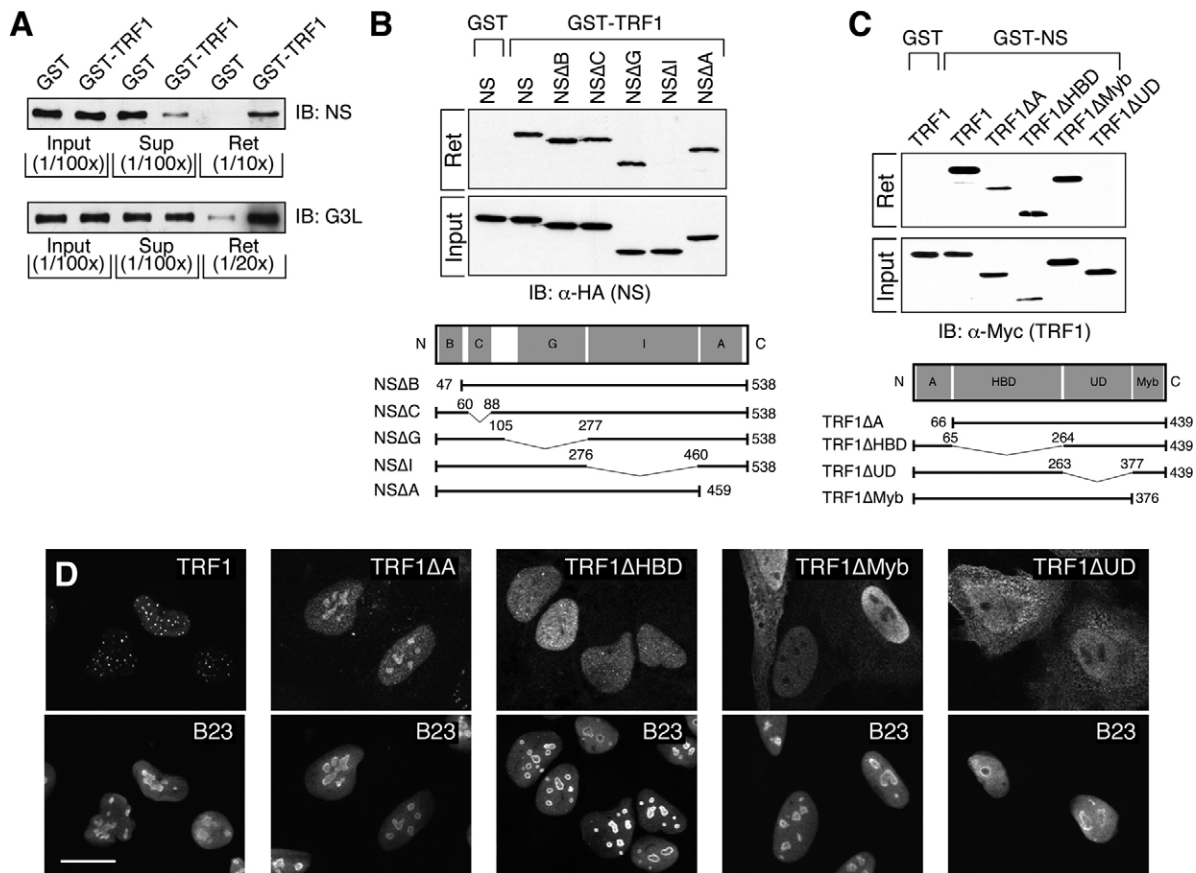 A
GST
GST-TRF1
GST
GST-TRF1
GST
GST-TRF1
IB: NS
Input
(1/100x)
Sup
(1/100x)
Ret
(1/10x)
IB: G3L
Input
(1/100x)
Sup
(1/100x)
Ret
(1/20x)
B
GST
GST-TRF1
NS
NS
NSΔB
NSΔC
NSΔG
NSΔI
NSΔA
Ret
Input
IB: α-HA (NS)
N
B
C
G
I
A
C
NSΔB
47
538
NSΔC
60
88
538
NSΔG
105
277
538
NSΔI
276
460
538
NSΔA
459
C
GST
GST-NS
TRF1
TRF1
TRF1ΔA
TRF1ΔHBD
TRF1ΔMyb
TRF1ΔUD
Ret
Input
IB: α-Myc (TRF1)
N
A
HBD
UD
Myb
C
TRF1ΔA
66
439
TRF1ΔHBD
65
264
439
TRF1ΔUD
263
377
439
TRF1ΔMyb
376
D
TRF1
TRF1ΔA
TRF1ΔHBD
TRF1ΔMyb
TRF1ΔUD
B23
B23
B23
B23
B23